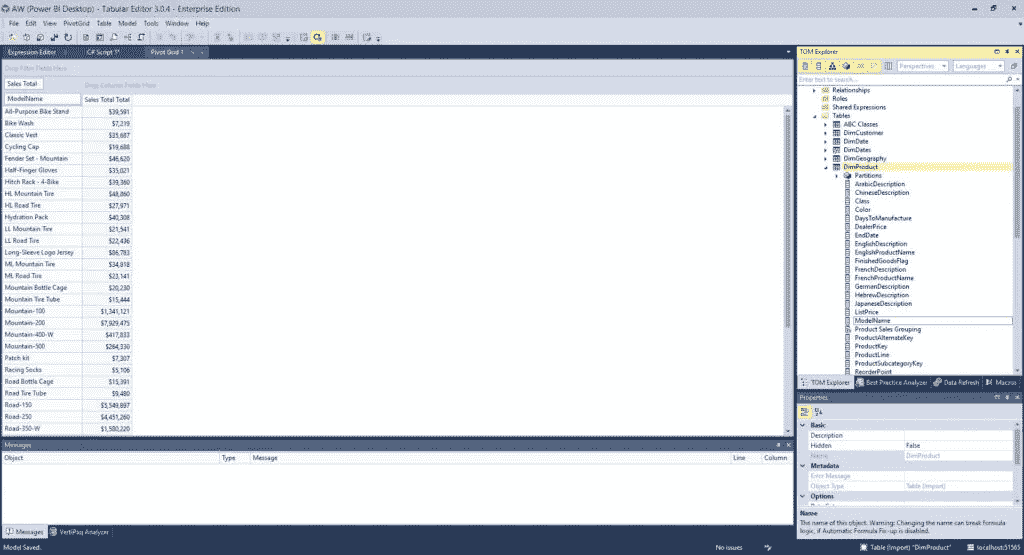 AW (Power BI Desktop) - Tabular Editor 3.0.4 - Enterprise Edition
File Edit View PivotGrid Table Model Tools Window Help
Expression Editor C# Script 1* Pivot Grid 1
Drop Filter Fields Here
Sales Total Drop Column Fields Here
ModelName Sales Total Total
All-Purpose Bike Stand $39,591
Bike Wash $7,219
Classic Vest $35,687
Cycling Cap $19,688
Fender Set - Mountain $46,620
Half-Finger Gloves $35,021
Hitch Rack - 4-Bike $39,360
HL Mountain Tire $48,860
HL Road Tire $27,971
Hydration Pack $40,308
LL Mountain Tire $21,541
LL Road Tire $22,436
Long-Sleeve Logo Jersey $86,783
ML Mountain Tire $34,818
ML Road Tire $23,141
Mountain Bottle Cage $20,230
Mountain Tire Tube $15,444
Mountain-100 $1,341,121
Mountain-200 $7,929,475
Mountain-400-W $417,833
Mountain-500 $264,330
Patch kit $7,307
Racing Socks $5,106
Road Bottle Cage $15,391
Road Tire Tube $9,480
Road-150 $5,549,897
Road-250 $4,451,260
Road-350-W $1,580,220
Messages
Object Type Message Line Column
Messages VertiPaq Analyzer
Model Saved. No issues
TOM Explorer
Perspectives Languages
Enter text to search...
Relationships
Roles
Shared Expressions
Tables
ABC Classes
DimCustomer
DimDate
DimDates
DimGeography
DimProduct
Partitions
ArabicDescription
ChineseDescription
Class
Color
DaysToManufacture
DealerPrice
EndDate
EnglishDescription
EnglishProductName
FinishedGoodsFlag
FrenchDescription
FrenchProductName
GermanDescription
HebrewDescription
JapaneseDescription
ListPrice
ModelName
Product Sales Grouping
ProductAlternateKey
ProductKey
ProductLine
ProductSubcategoryKey
ReorderPoint
TOM Explorer Best Practice Analyzer Data Refresh Macros
Properties
Basic
Description
Hidden False
Name DimProduct
Metadata
Error Message
Object Type Table (Import)
Options
Name
The name of this object. Warning: Changing the name can break formula
logic, if Automatic Formula Fix-up is disabled.
Table (Import) "DimProduct" localhost:51563